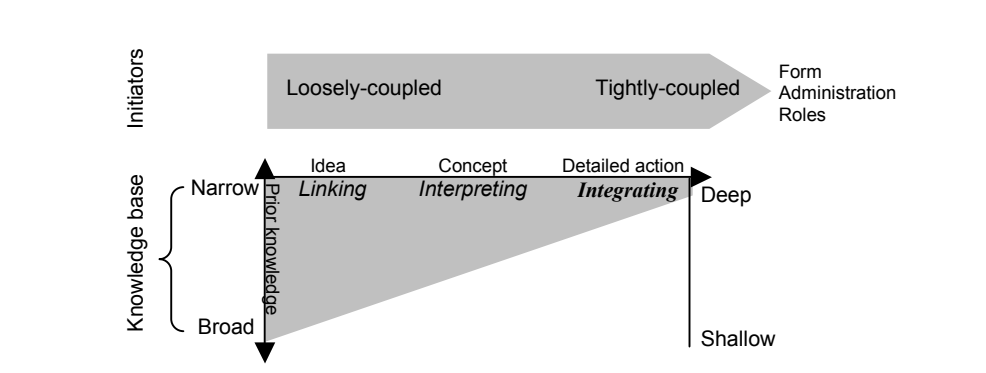 Initiators
Loosely-coupled
Tightly-coupled
Form
Administration
Roles
Knowledge base
Narrow
Broad
Prior knowledge
Idea
Concept
Detailed action
Linking
Interpreting
Integrating
Deep
Shallow